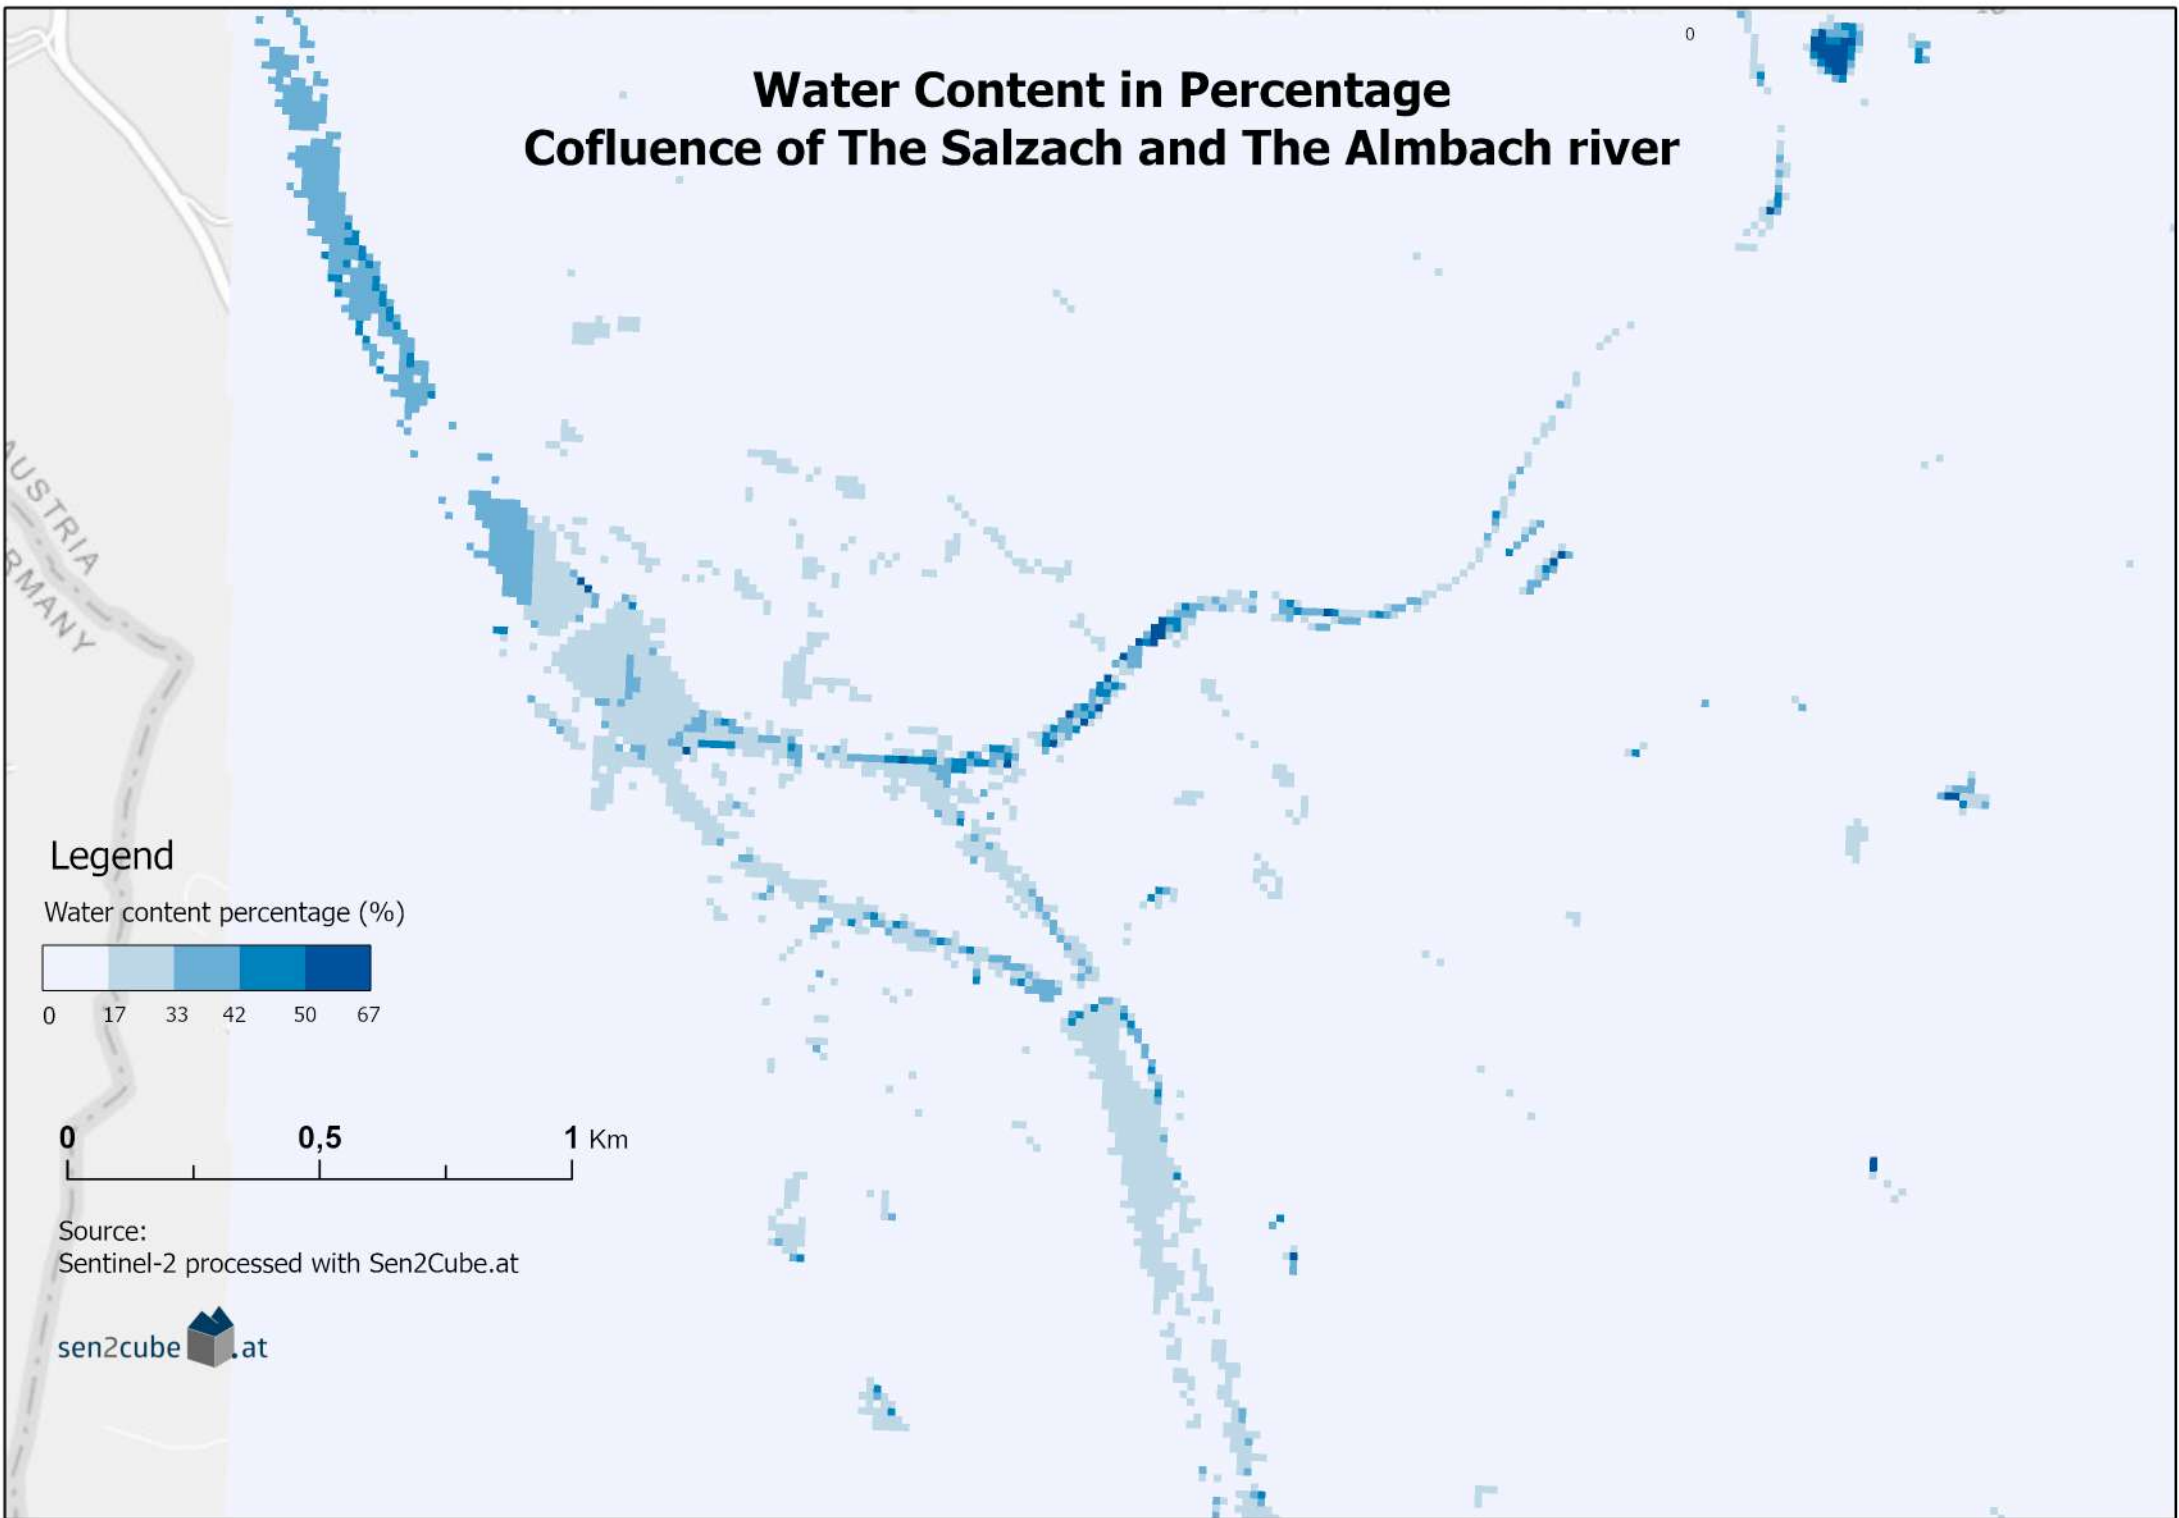 0
Water Content in Percentage
Cofluence of The Salzach and The Almbach river
AUSTRIA
RMANY
Legend
Water content percentage (%)
0 17 33 42 50 67
0 0,5 1 Km
Source:
Sentinel-2 processed with Sen2Cube.at
sen2cube.at